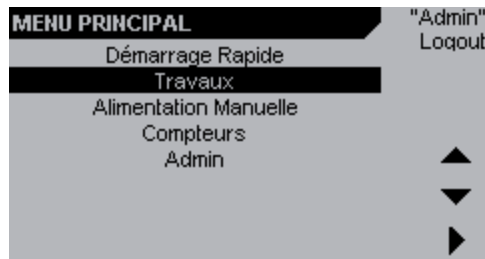 MENU PRINCIPAL
"Admin"
Logout
Démarrage Rapide
Travaux
Alimentation Manuelle
Compteurs
Admin